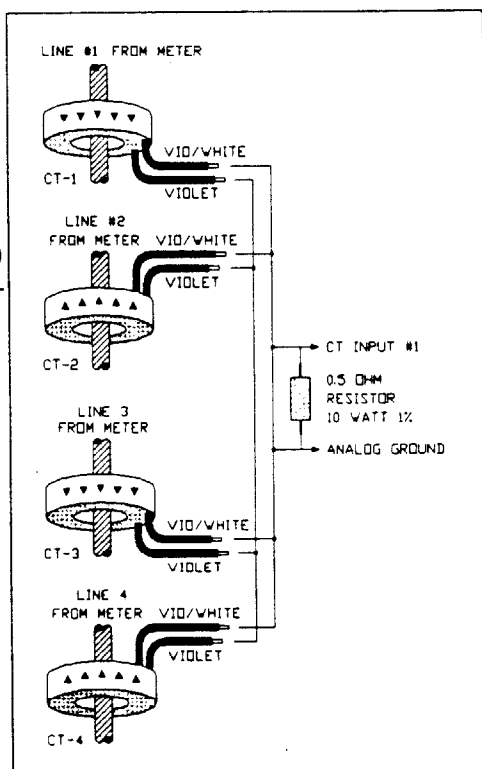 LINE #1 FROM METER
VIO/WHITE
VIOLET
CT-1
LINE #2
FROM METER
VIO/WHITE
VIOLET
CT-2
CT INPUT #1
0.5 OHM
RESISTOR
10 WATT 1%
ANALOG GROUND
LINE 3
FROM METER
VIO/WHITE
VIOLET
CT-3
LINE 4
FROM METER
VIO/WHITE
VIOLET
CT-4